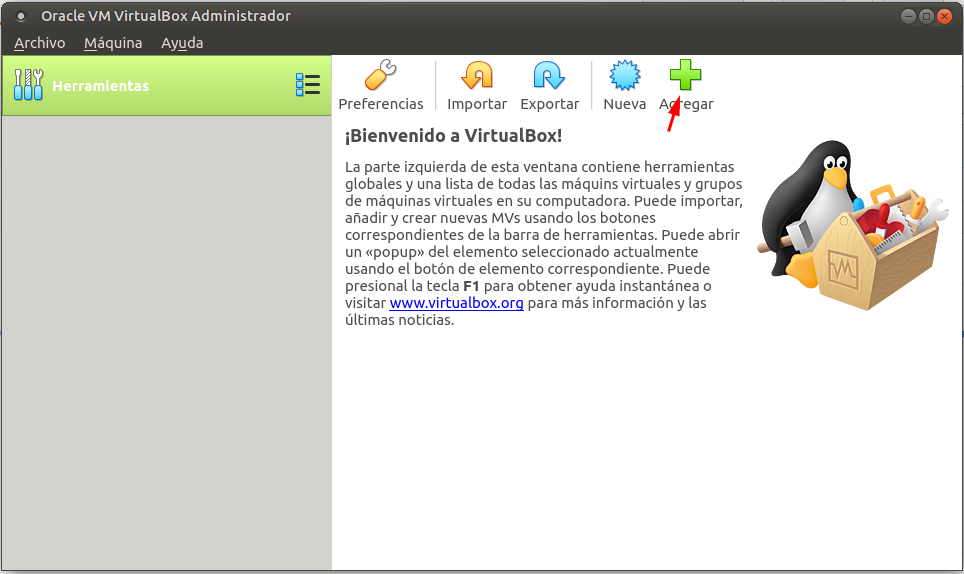 Oracle VM VirtualBox Administrador
Archivo Máquina Ayuda
Herramientas
Preferencias Importar Exportar Nueva Agregar
¡Bienvenido a VirtualBox!
La parte izquierda de esta ventana contiene herramientas
globales y una lista de todas las máquins virtuales y grupos
de máquinas virtuales en su computadora. Puede importar,
añadir y crear nuevas MVs usando los botones
correspondientes de la barra de herramientas. Puede abrir
un «popup» del elemento seleccionado actualmente
usando el botón de elemento correspondiente. Puede
presional la tecla F1 para obtener ayuda instantánea o
visitar www.virtualbox.org para más información y las
últimas noticias.